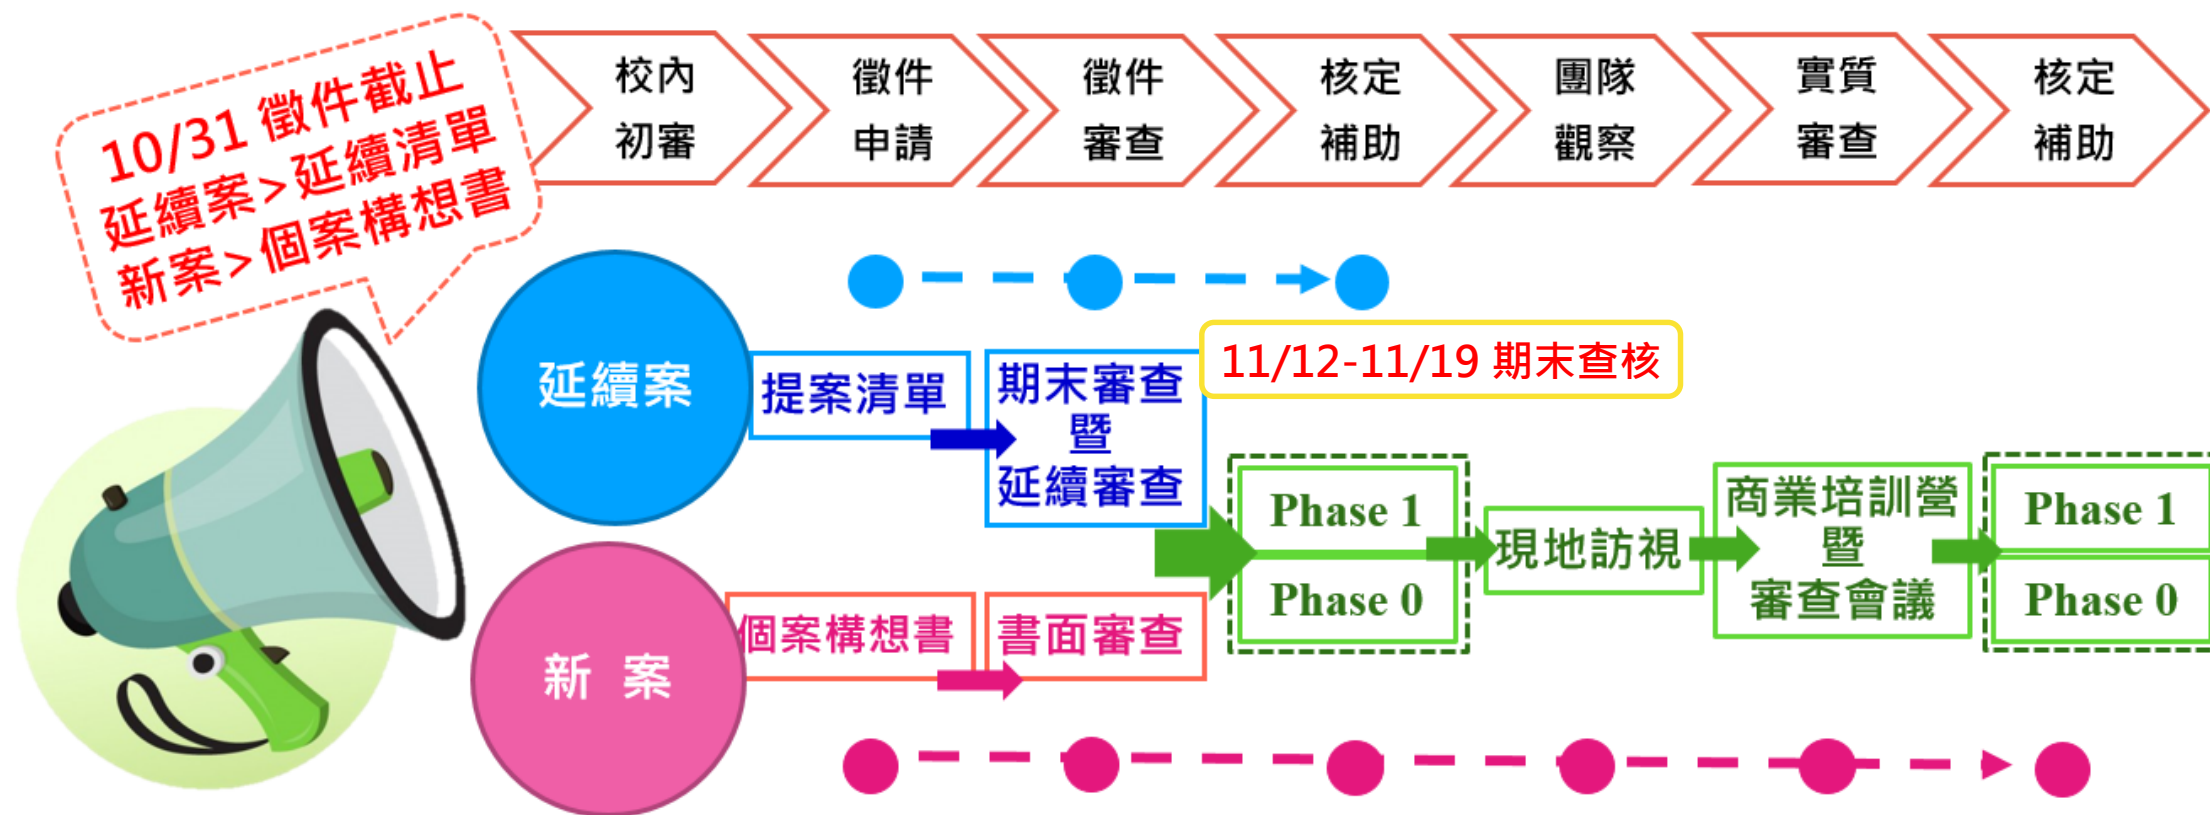 10/31 徵件截止
延續案>延續清單
新案>個案構想書
校內
初審
徵件
申請
徵件
審查
核定
補助
團隊
觀察
實質
審查
核定
補助
延續案
提案清單
期末審查
暨
延續審查
11/12-11/19 期末查核
新 案
個案構想書
書面審查
Phase 1
Phase 0
現地訪視
商業培訓營
暨
審查會議
Phase 1
Phase 0